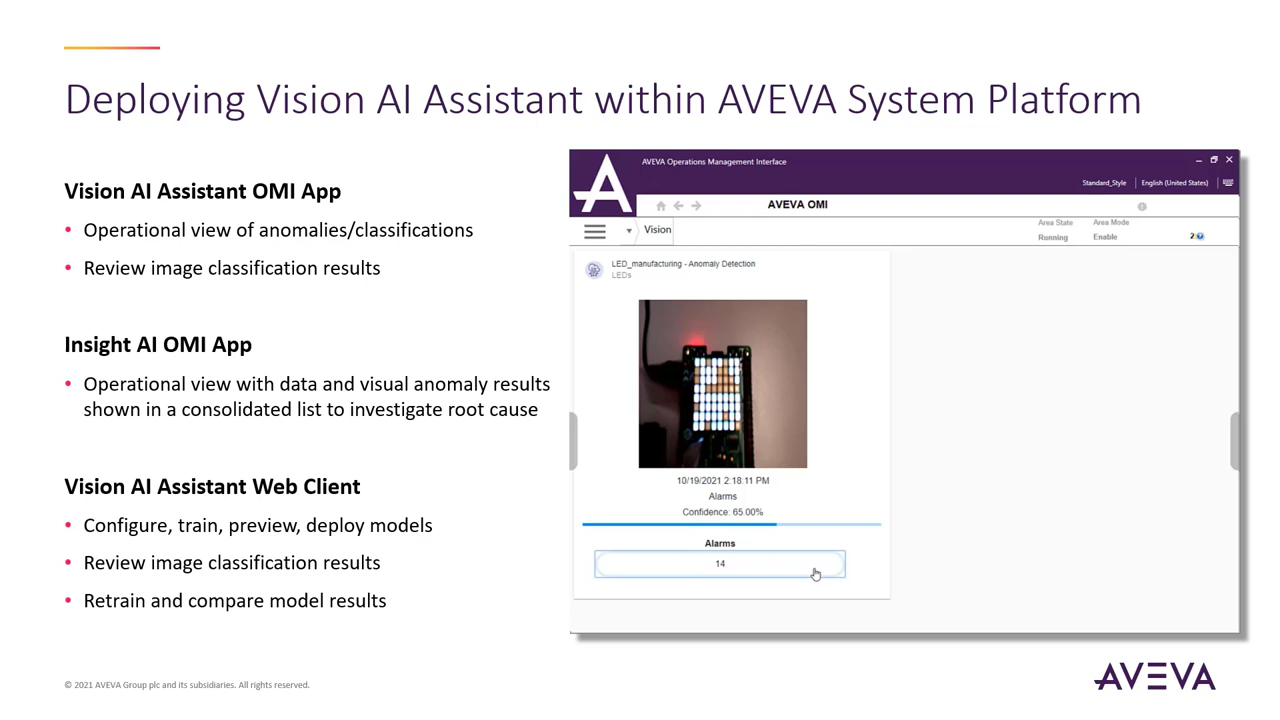 Deploying Vision AI Assistant within AVEVA System Platform
Vision AI Assistant OMI App
• Operational view of anomalies/classifications
• Review image classification results
Insight AI OMI App
• Operational view with data and visual anomaly results
shown in a consolidated list to investigate root cause
Vision AI Assistant Web Client
• Configure, train, preview, deploy models
• Review image classification results
• Retrain and compare model results
AVEVA Operations Management Interface
Standard_Style
English (United States)
AVEVA OMI
Vision
Area State
Area Mode
Running
Enable
2
LED_manufacturing - Anomaly Detection
LEDs
10/19/2021 2:18:11 PM
Alarms
Confidence: 65.00%
Alarms
14
© 2021 AVEVA Group plc and its subsidiaries. All rights reserved.
AVEVA